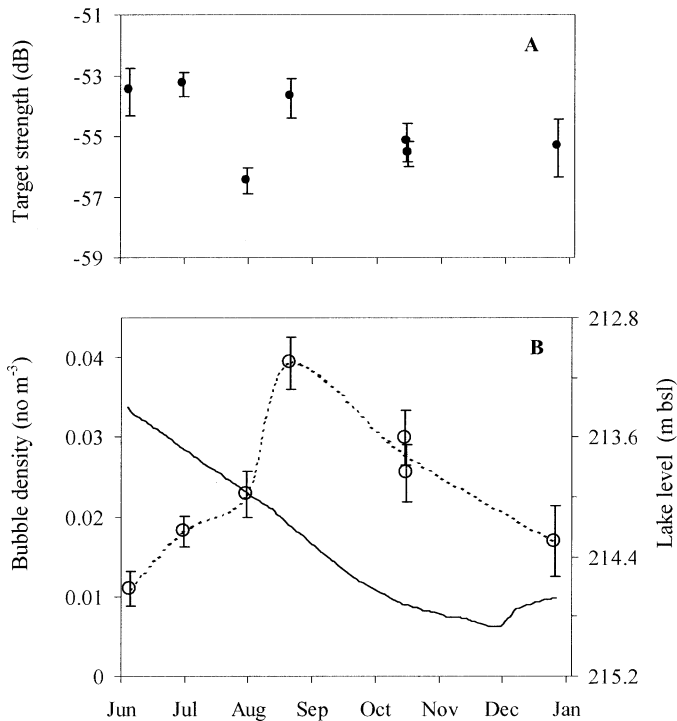 -51
A
-53
-55
-57
-59
Target strength (dB)
B
0.04
0.03
0.02
0.01
0
Bubble density (no m⁻³)
212.8
213.6
214.4
215.2
Lake level (m bsl)
Jun Jul Aug Sep Oct Nov Dec Jan